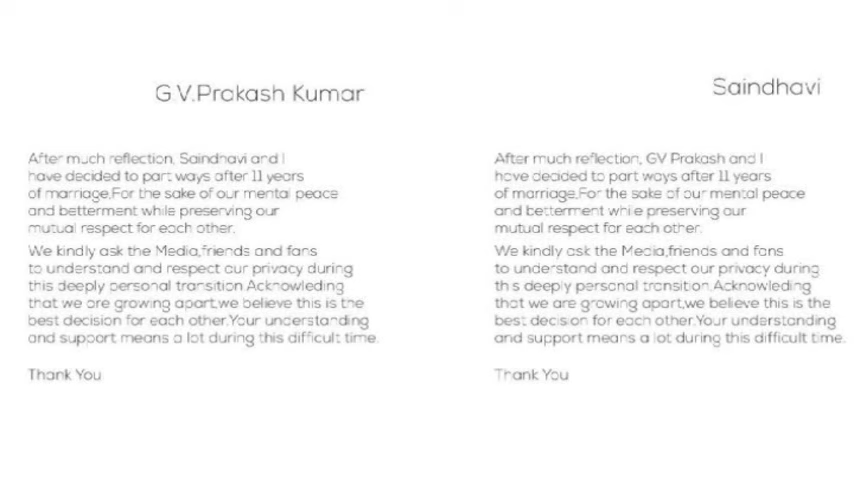 G.V.Prakash Kumar
After much reflection, Saindhavi and I
have decided to part ways after 11 years
of marriage,For the sake of our mental peace
and betterment while preserving our
mutual respect for each other.
We kindly ask the Media,friends and fans
to understand and respect our privacy during
this deeply personal transition.Acknowleding
that we are growing apart,we believe this is the
best decision for each other.Your understanding
and support means a lot during this difficult time.
Thank You
Saindhavi
After much reflection, GV Prakash and I
have decided to part ways after 11 years
of marriage,For the sake of our mental peace
and betterment while preserving our
mutual respect for each other.
We kindly ask the Media,friends and fans
to understand and respect our privacy during
this deeply personal transition.Acknowleding
that we are growing apart,we believe this is the
best decision for each other.Your understanding
and support means a lot during this difficult time.
Thank You